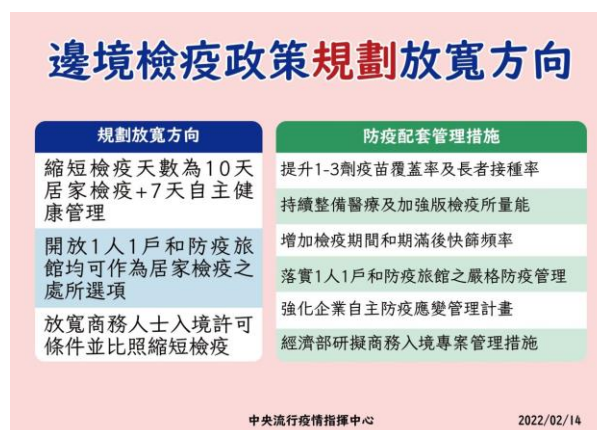 邊境檢疫政策規劃放寬方向
規劃放寬方向
縮短檢疫天數為10天
居家檢疫+7天自主健
康管理
開放1人1戶和防疫旅
館均可作為居家檢疫之
處所選項
放寬商務人士入境許可
條件並比照縮短檢疫
防疫配套管理措施
提升1-3劑疫苗覆蓋率及長者接種率
持續整備醫療及加強版檢疫所量能
增加檢疫期間和期滿後快篩頻率
落實1人1戶和防疫旅館之嚴格防疫管理
強化企業自主防疫應變管理計畫
經濟部研擬商務入境專案管理措施
中央流行疫情指揮中心
2022/02/14